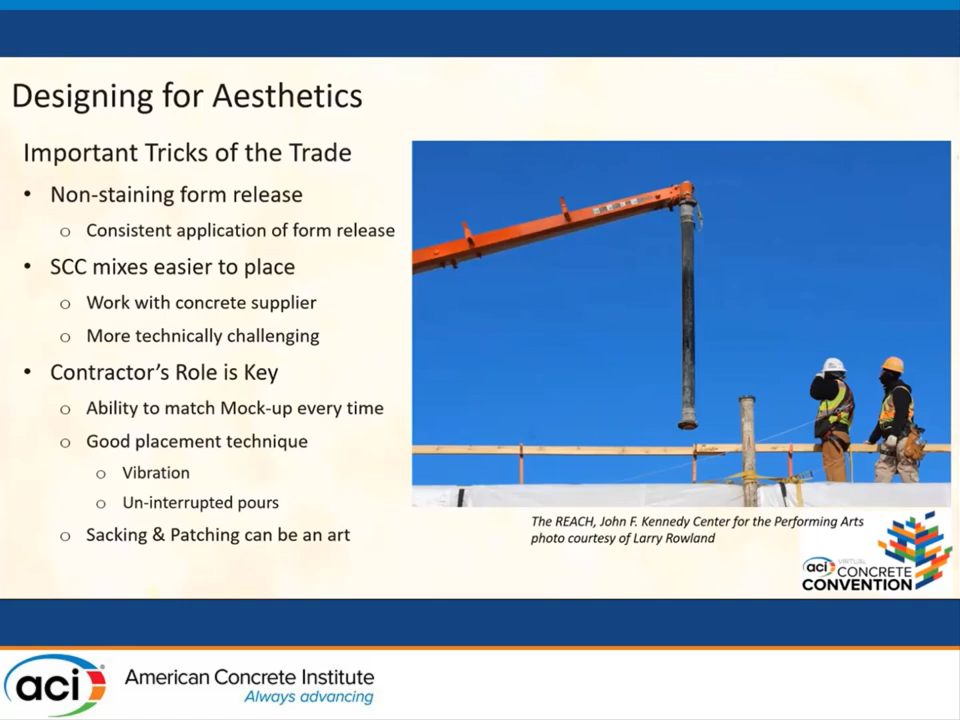 Designing for Aesthetics
Important Tricks of the Trade
• Non-staining form release
o Consistent application of form release
• SCC mixes easier to place
o Work with concrete supplier
o More technically challenging
• Contractor's Role is Key
o Ability to match Mock-up every time
o Good placement technique
o Vibration
o Un-interrupted pours
o Sacking & Patching can be an art
The REACH, John F. Kennedy Center for the Performing Arts
photo courtesy of Larry Rowland
aci VIRTUAL
CONCRETE
CONVENTION
aci American Concrete Institute
Always advancing